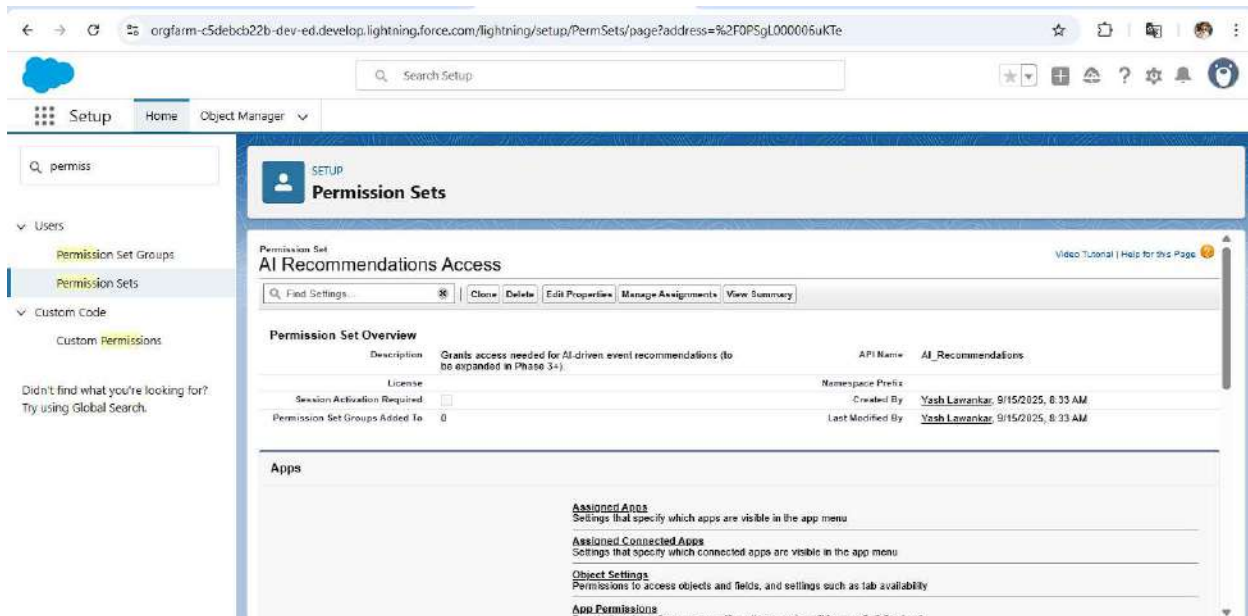 orgfarm-c5debcb22b-dev-ed.develop.lightning.force.com/lightning/setup/PermSets/page?address=%2F0PSgL000006uKTe
Search Setup
Setup Home Object Manager
permiss
SETUP
Permission Sets
Users
Permission Set Groups
Permission Sets
Custom Code
Custom Permissions
Didn't find what you're looking for?
Try using Global Search.
Permission Set
AI Recommendations Access
Video Tutorial | Help for this Page
Find Settings... Clone Delete Edit Properties Manage Assignments View Summary
Permission Set Overview
Description Grants access needed for AI-driven event recommendations (to be expanded in Phase 3+). API Name AI_Recommendations
License Namespace Prefix
Session Activation Required Created By Yash Lawankar, 9/15/2025, 8:33 AM
Permission Set Groups Added To 0 Last Modified By Yash Lawankar, 9/15/2025, 8:33 AM
Apps
Assigned Apps
Settings that specify which apps are visible in the app menu
Assigned Connected Apps
Settings that specify which connected apps are visible in the app menu
Object Settings
Permissions to access objects and fields, and settings such as tab availability
App Permissions